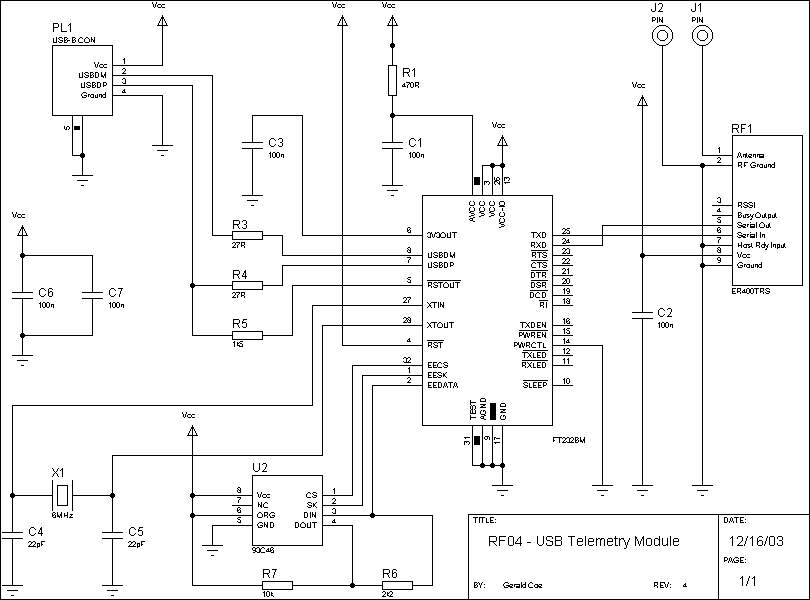 Vcc
PL1
USB-B CON
Vcc 1
USBDM 2
USBDP 3
Ground 4
5
Vcc
Vcc
R1
470R
C3
100n
C1
100n
Vcc
J2
PIN
J1
PIN
Vcc
RF1
1 Antenna
2 RF Ground
3 RSSI
4 Busy Output
5 Serial Out
6 Serial In
7 Host Rdy Input
8 Vcc
9 Ground
ER400TRS
3 26 13
AVCC VCC VCC VCC-IO
6 3V3OUT
8 USBDM
7 USBDP
5 RSTOUT
27 XTIN
28 XTOUT
4 RST
32 EECS
1 EESK
2 EEDATA
TXD 25
RXD 24
RTS 23
CTS 22
DTR 21
DSR 20
DCD 19
RI 18
TXDEN 16
PWREN 15
PWRCTL 14
TXLED 12
RXLED 11
SLEEP 10
TEST AGND GND
31 9 17
FT232BM
R3
27R
R4
27R
R5
1k5
Vcc
C6
100n
C7
100n
C2
100n
Vcc
X1
6MHz
C4
22pF
C5
22pF
U2
8 Vcc
7 NC
6 ORG
5 GND
CS 1
SK 2
DIN 3
DOUT 4
93C46
R7
10k
R6
2k2
TITLE:
RF04 - USB Telemetry Module
BY: Gerald Coe
REV: 4
DATE:
12/16/03
PAGE:
1/1